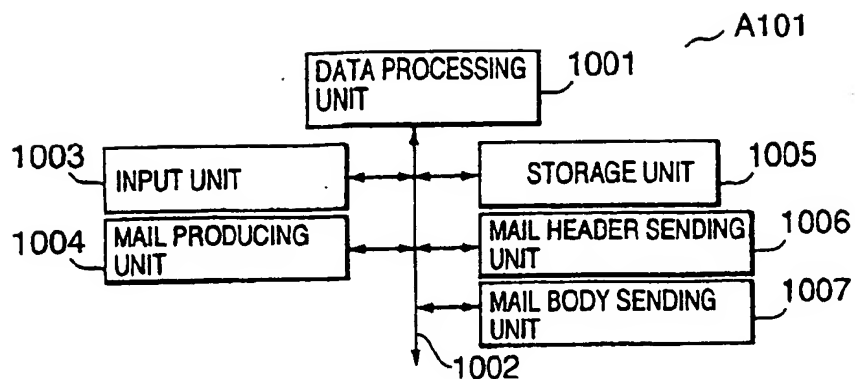 A101
DATA PROCESSING
UNIT
1001
1003
INPUT UNIT
STORAGE UNIT
1005
1004
MAIL PRODUCING
UNIT
MAIL HEADER SENDING
UNIT
1006
MAIL BODY SENDING
UNIT
1007
1002